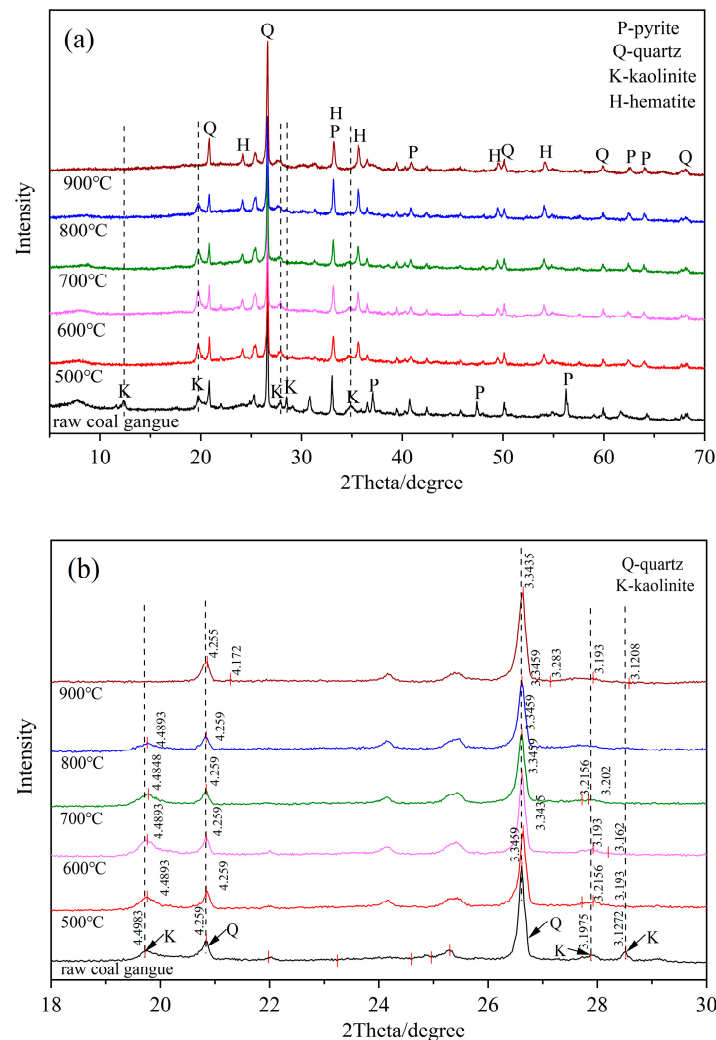 (a)
Q
P-pyrite
Q-quartz
K-kaolinite
H-hematite
Q
H
H
P
H
P
H
Q
H
Q
P
P
Q
900°C
800°C
700°C
600°C
500°C
K
K
K
K
K
P
P
P
raw coal gangue
Intensity
10
20
30
40
50
60
70
2Theta/degree
(b)
Q-quartz
K-kaolinite
3.3435
4.255
4.172
3.3459
3.283
3.193
3.1208
900°C
4.4893
4.259
3.3459
800°C
4.4848
4.259
3.3459
3.2156
3.202
700°C
4.4893
4.259
3.3435
3.193
3.162
600°C
4.4893
4.259
3.3459
3.2156
3.193
500°C
4.4983
4.259
3.1975
3.1272
K
Q
Q
K
K
raw coal gangue
Intensity
18
20
22
24
26
28
30
2Theta/degree